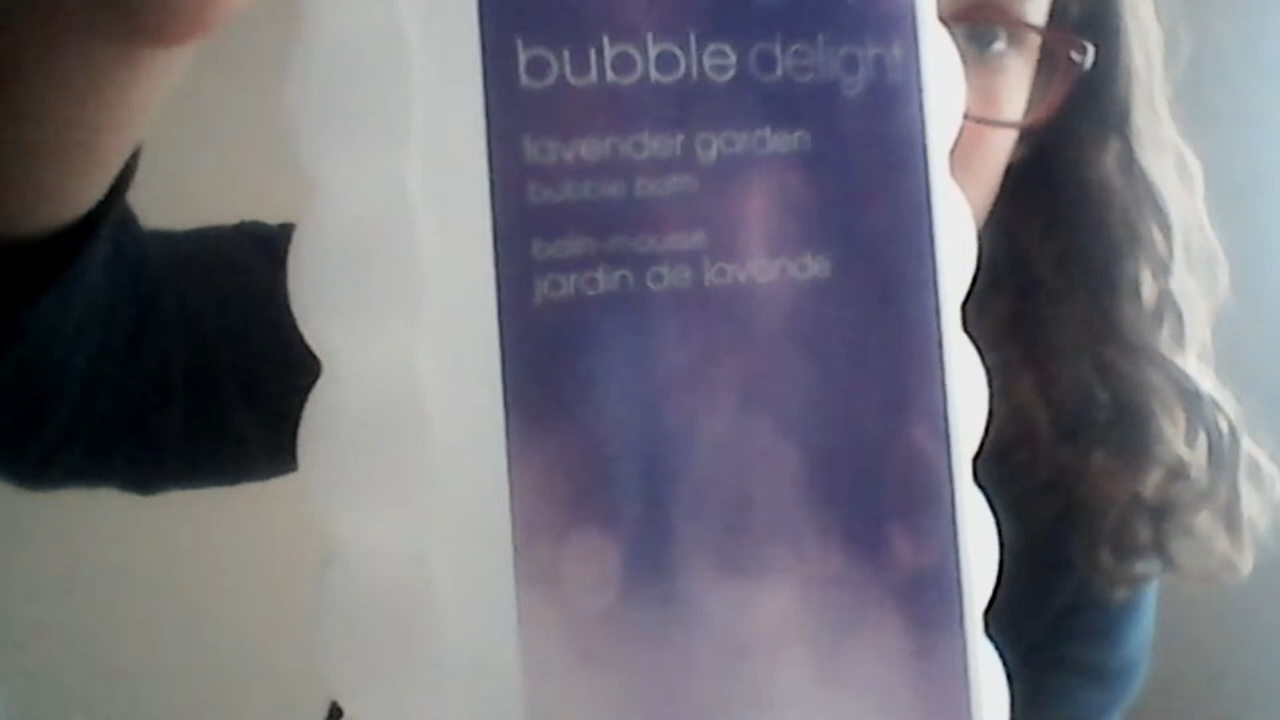 bubble delight
lavender garden
bubble bath
bain-mousse
jardin de lavande